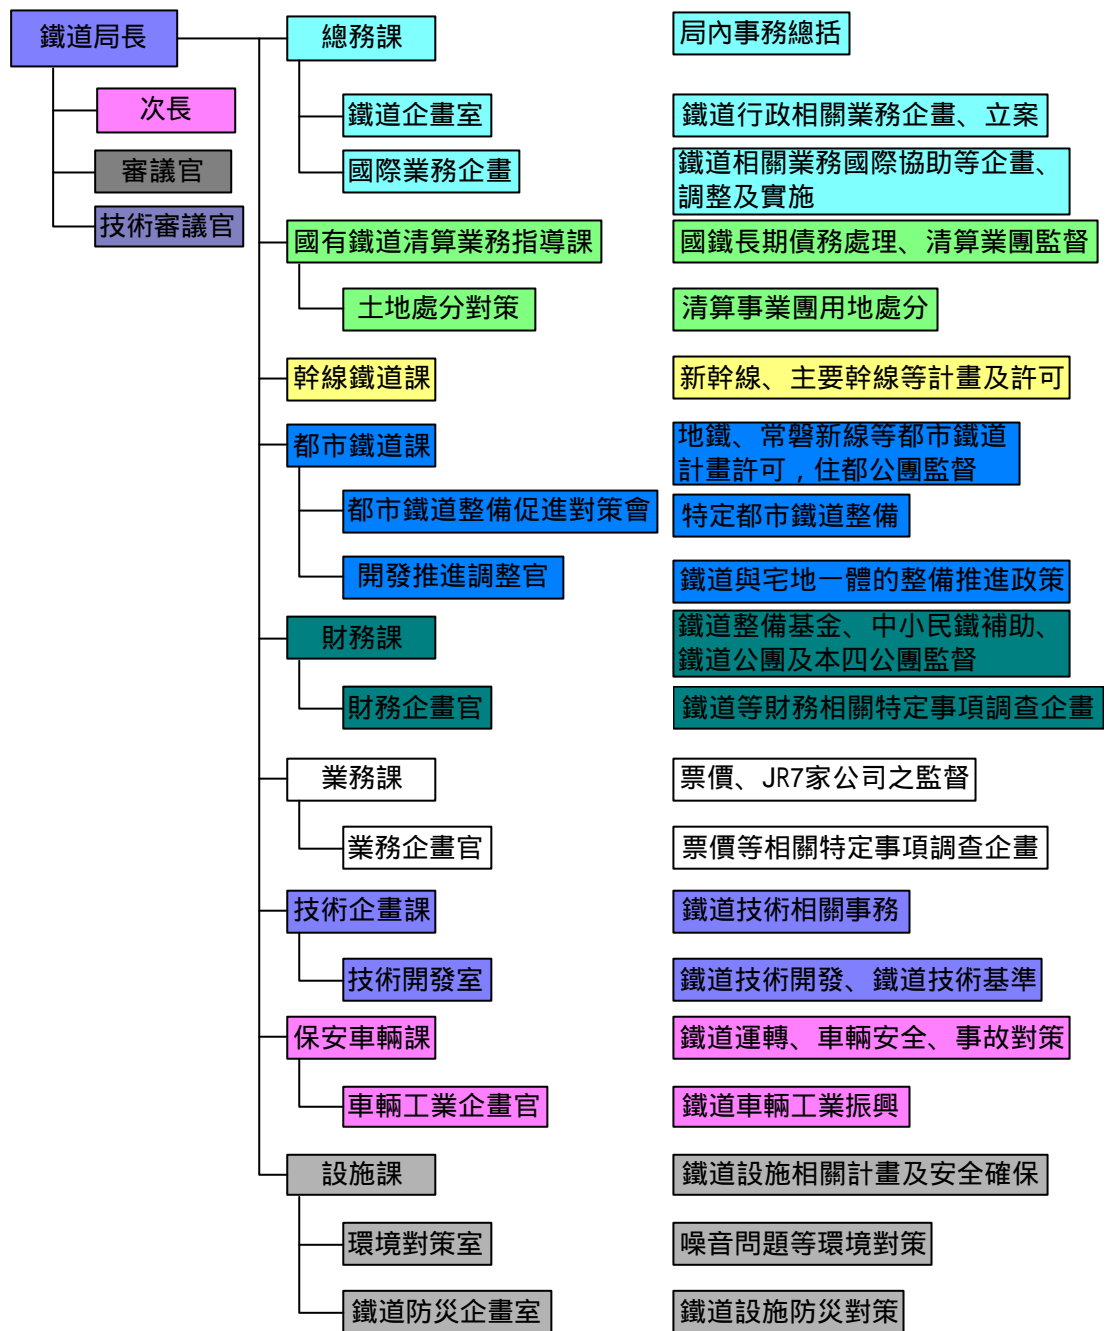 鐵道局長
次長
審議官
技術審議官
總務課
局內事務總括
鐵道企畫室
鐵道行政相關業務企畫、立案
國際業務企畫
鐵道相關業務國際協助等企畫、
調整及實施
國有鐵道清算業務指導課
國鐵長期債務處理、清算業團監督
土地處分對策
清算事業團用地處分
幹線鐵道課
新幹線、主要幹線等計畫及許可
都市鐵道課
地鐵、常磐新線等都市鐵道
計畫許可，住都公團監督
都市鐵道整備促進對策會
特定都市鐵道整備
開發推進調整官
鐵道與宅地一體的整備推進政策
財務課
鐵道整備基金、中小民鐵補助、
鐵道公團及本四公團監督
財務企畫官
鐵道等財務相關特定事項調查企畫
業務課
票價、JR7家公司之監督
業務企畫官
票價等相關特定事項調查企畫
技術企畫課
鐵道技術相關事務
技術開發室
鐵道技術開發、鐵道技術基準
保安車輛課
鐵道運轉、車輛安全、事故對策
車輛工業企畫官
鐵道車輛工業振興
設施課
鐵道設施相關計畫及安全確保
環境對策室
噪音問題等環境對策
鐵道防災企畫室
鐵道設施防災對策